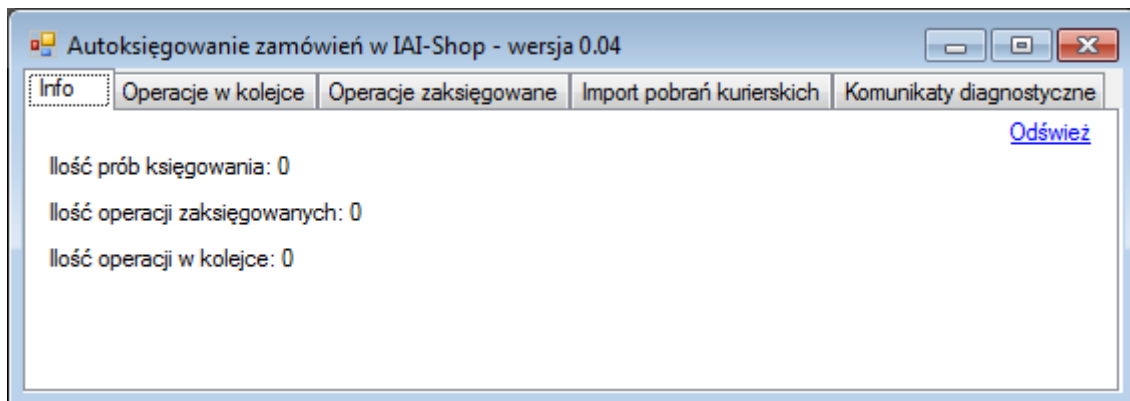 Autoksięgowanie zamówień w IAI-Shop - wersja 0.04
Info Operacje w kolejce Operacje zaksięgowane Import pobrań kurierskich Komunikaty diagnostyczne
Odśwież
Ilość prób księgowania: 0
Ilość operacji zaksięgowanych: 0
Ilość operacji w kolejce: 0